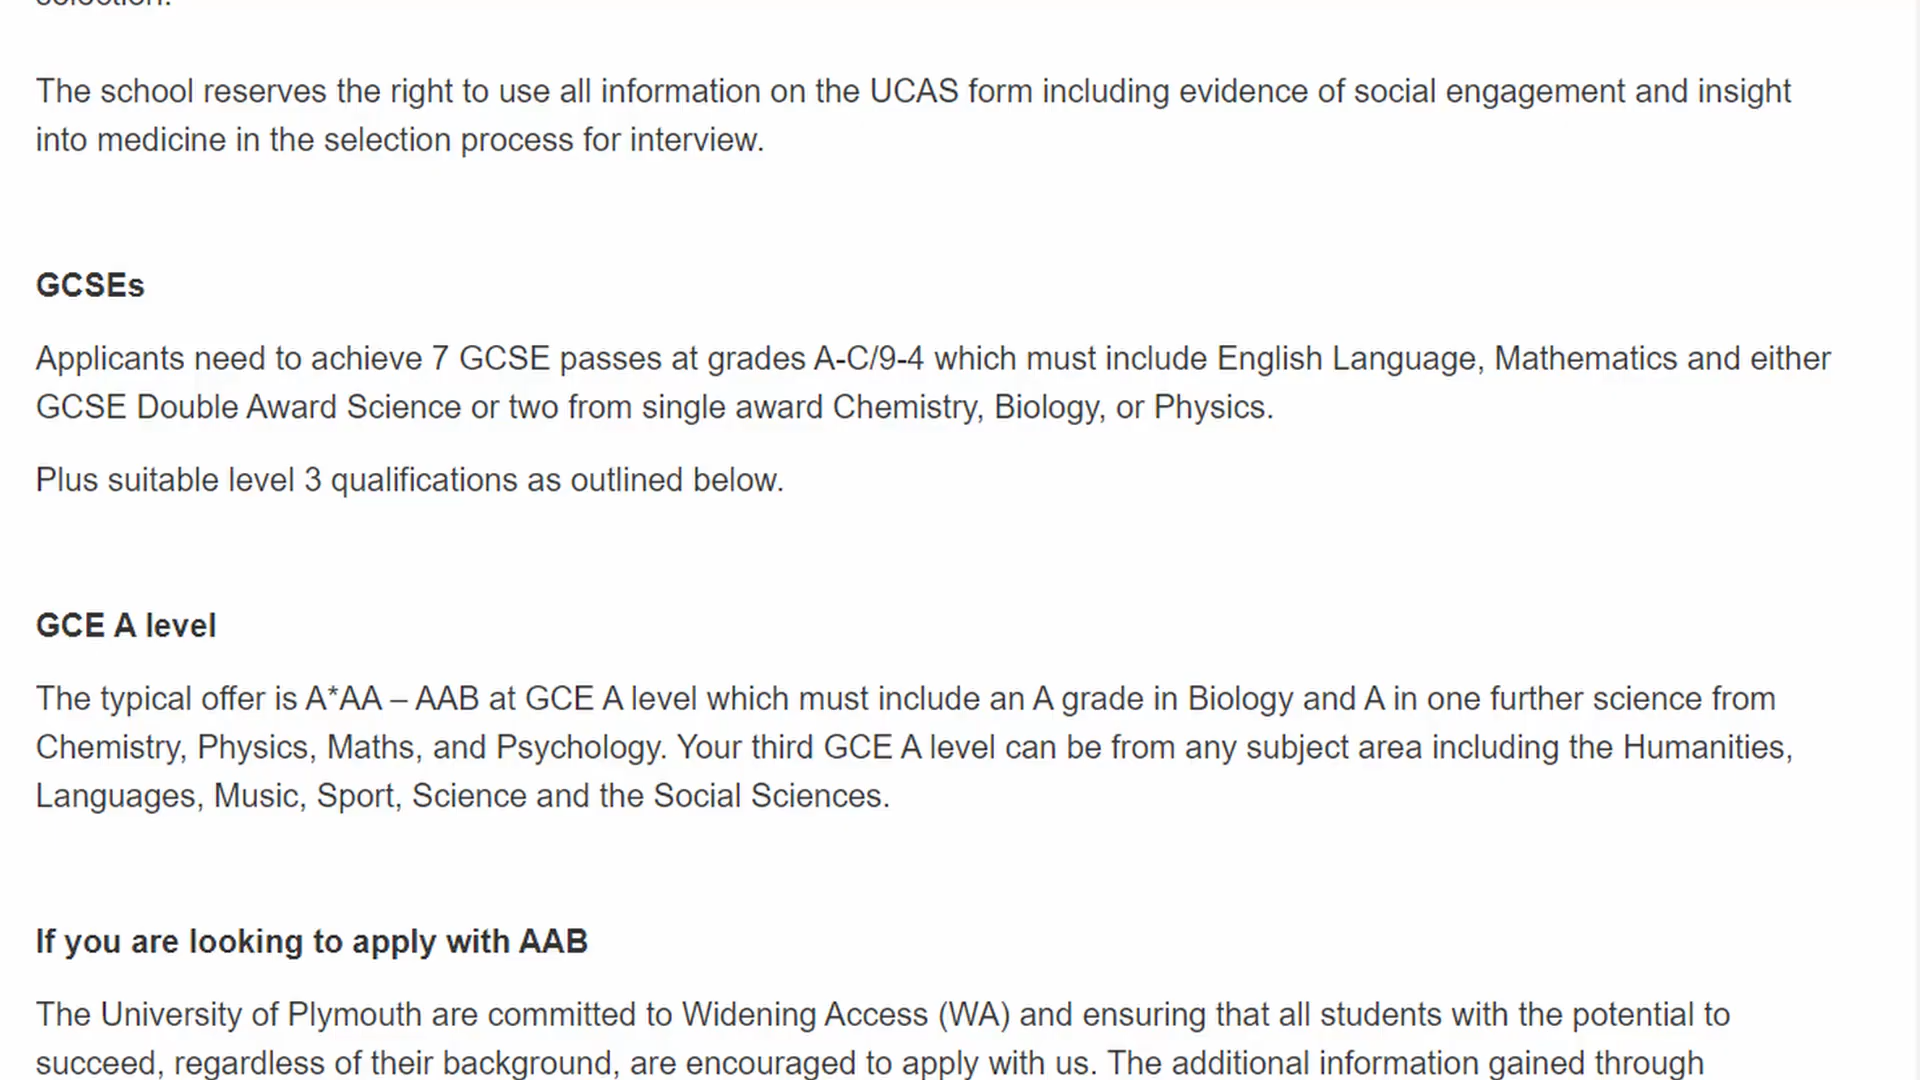 selection.
The school reserves the right to use all information on the UCAS form including evidence of social engagement and insight
into medicine in the selection process for interview.
GCSEs
Applicants need to achieve 7 GCSE passes at grades A-C/9-4 which must include English Language, Mathematics and either
GCSE Double Award Science or two from single award Chemistry, Biology, or Physics.
Plus suitable level 3 qualifications as outlined below.
GCE A level
The typical offer is A*AA – AAB at GCE A level which must include an A grade in Biology and A in one further science from
Chemistry, Physics, Maths, and Psychology. Your third GCE A level can be from any subject area including the Humanities,
Languages, Music, Sport, Science and the Social Sciences.
If you are looking to apply with AAB
The University of Plymouth are committed to Widening Access (WA) and ensuring that all students with the potential to
succeed, regardless of their background, are encouraged to apply with us. The additional information gained through